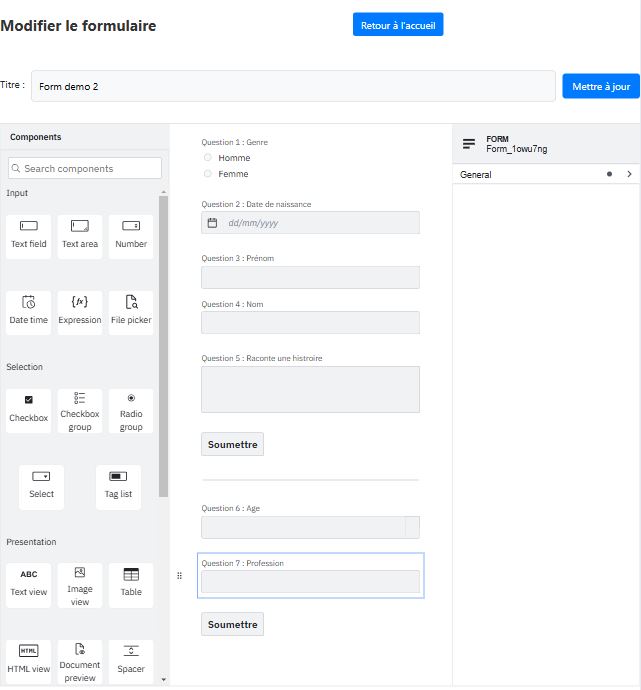 Modifier le formulaire
Retour à l'accueil
Titre :
Form demo 2
Mettre à jour
Components
Search components
Input
Text field
Text area
Number
Date time
Expression
File picker
Selection
Checkbox
Checkbox
group
Radio
group
Select
Tag list
Presentation
ABC
Text view
Image
view
Table
HTML
HTML view
Document
preview
Spacer
Question 1 : Genre
Homme
Femme
Question 2 : Date de naissance
dd/mm/yyyy
Question 3 : Prénom
Question 4 : Nom
Question 5 : Raconte une histroire
Soumettre
Question 6 : Age
Question 7 : Profession
Soumettre
FORM
Form_1owu7ng
General